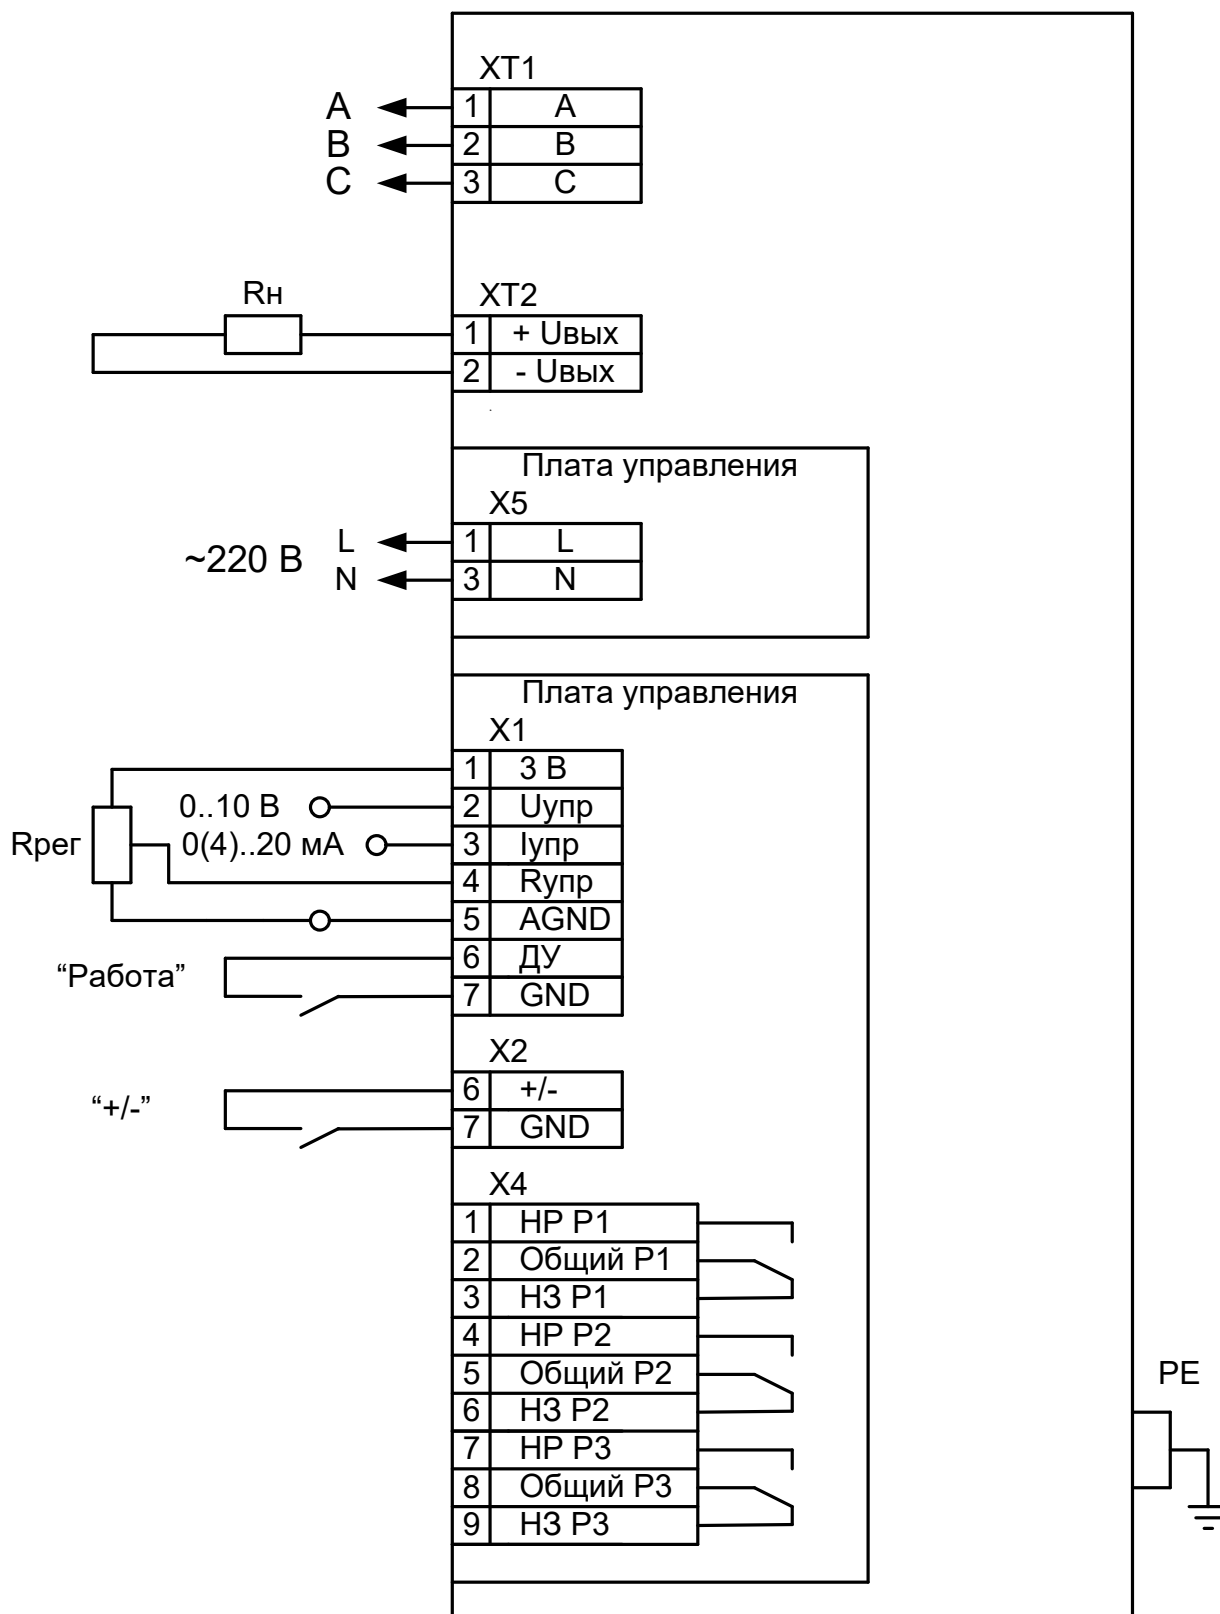 XT1
A 1 A
B 2 B
C 3 C
Rн
XT2
1 + Uвых
2 - Uвых
Плата управления
X5
~220 В
L 1 L
N 3 N
Плата управления
X1
1 3 В
0..10 В 2 Uупр
Rрег 0(4)..20 мА 3 Iупр
4 Rупр
5 AGND
6 ДУ
“Работа”
7 GND
X2
6 +/-
“+/-”
7 GND
X4
1 НР Р1
2 Общий Р1
3 НЗ Р1
4 НР Р2
5 Общий Р2
PE
6 НЗ Р2
7 НР Р3
8 Общий Р3
9 НЗ Р3